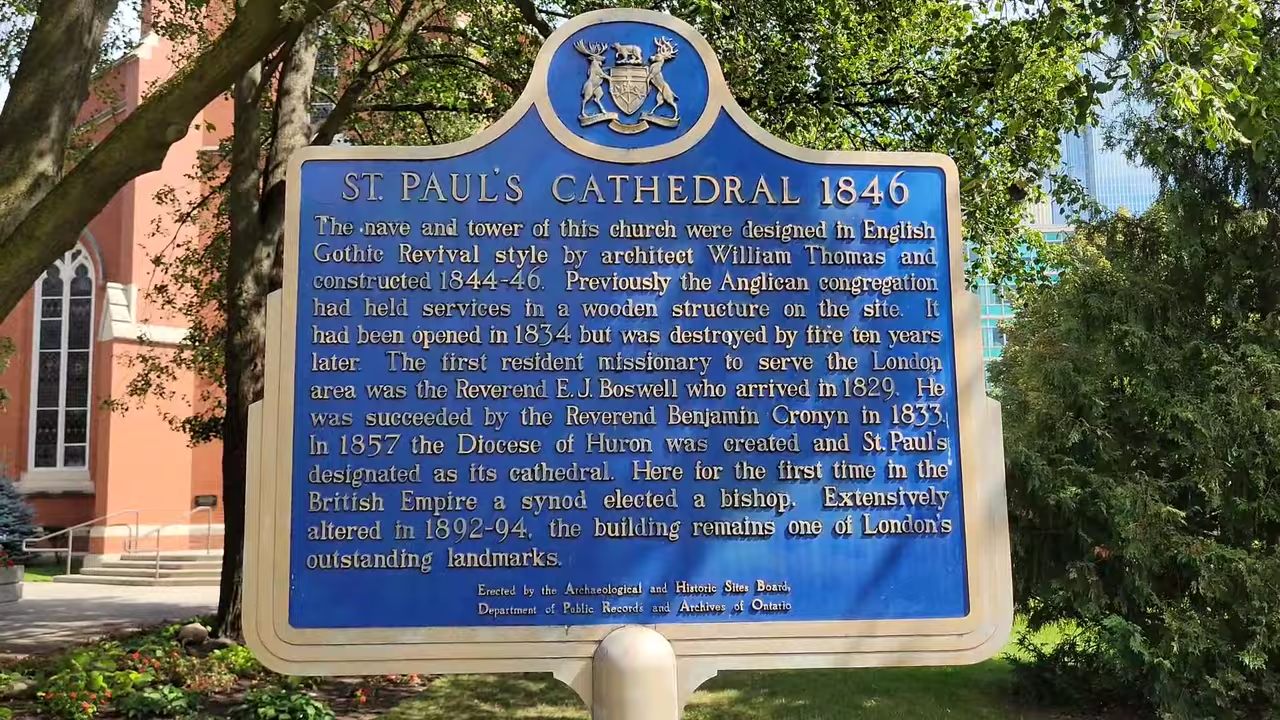 ST. PAUL'S CATHEDRAL 1846
The nave and tower of this church were designed in English
Gothic Revival style by architect William Thomas and
constructed 1844-46. Previously the Anglican congregation
had held services in a wooden structure on the site. It
had been opened in 1834 but was destroyed by fire ten years
later. The first resident missionary to serve the London
area was the Reverend E. J. Boswell who arrived in 1829. He
was succeeded by the Reverend Benjamin Cronyn in 1833.
In 1857 the Diocese of Huron was created and St. Paul's
designated as its cathedral. Here for the first time in the
British Empire a synod elected a bishop. Extensively
altered in 1892-94, the building remains one of London's
outstanding landmarks.
Erected by the Archaeological and Historic Sites Board,
Department of Public Records and Archives of Ontario